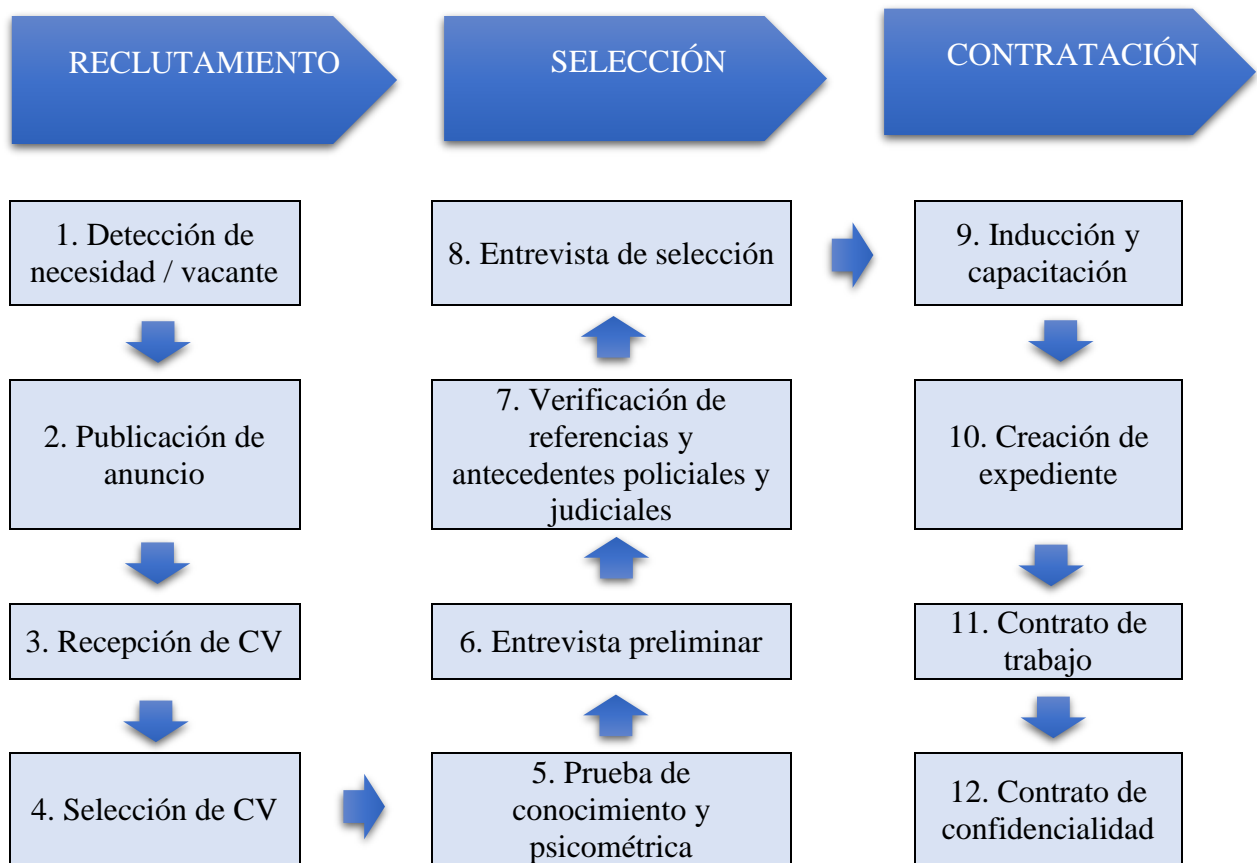 RECLUTAMIENTO
SELECCIÓN
CONTRATACIÓN
1. Detección de
necesidad / vacante
2. Publicación de
anuncio
3. Recepción de CV
4. Selección de CV
5. Prueba de
conocimiento y
psicométrica
6. Entrevista preliminar
7. Verificación de
referencias y
antecedentes policiales y
judiciales
8. Entrevista de selección
9. Inducción y
capacitación
10. Creación de
expediente
11. Contrato de
trabajo
12. Contrato de
confidencialidad